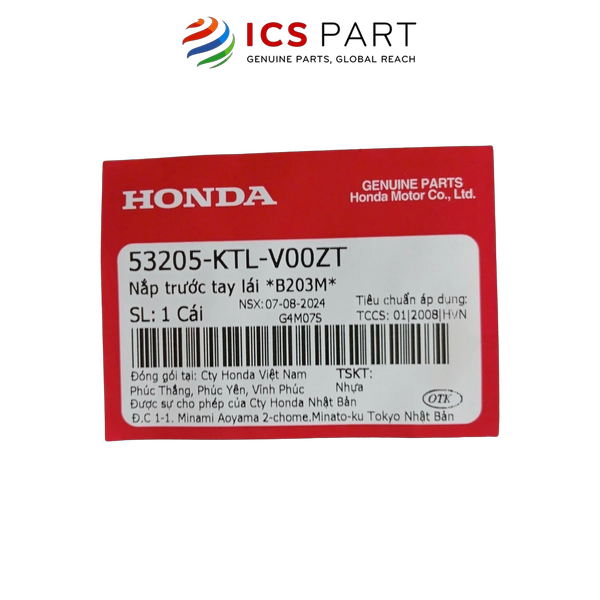 ICS PART
GENUINE PARTS, GLOBAL REACH
HONDA
GENUINE PARTS
Honda Motor Co., Ltd.
53205-KTL-V00ZT
Nắp trước tay lái *B203M*
SL: 1 Cái
NSX: 07-08-2024
G4M07S
Tiêu chuẩn áp dụng:
TCCS: 01|2008|HVN
Đóng gói tại: Cty Honda Việt Nam
Phúc Thắng, Phúc Yên, Vĩnh Phúc
TSKT:
Nhựa
Được sự cho phép của Cty Honda Nhật Bản
Đ.C 1-1. Minami Aoyama 2-chome.Minato-ku Tokyo Nhật Bản
OTK